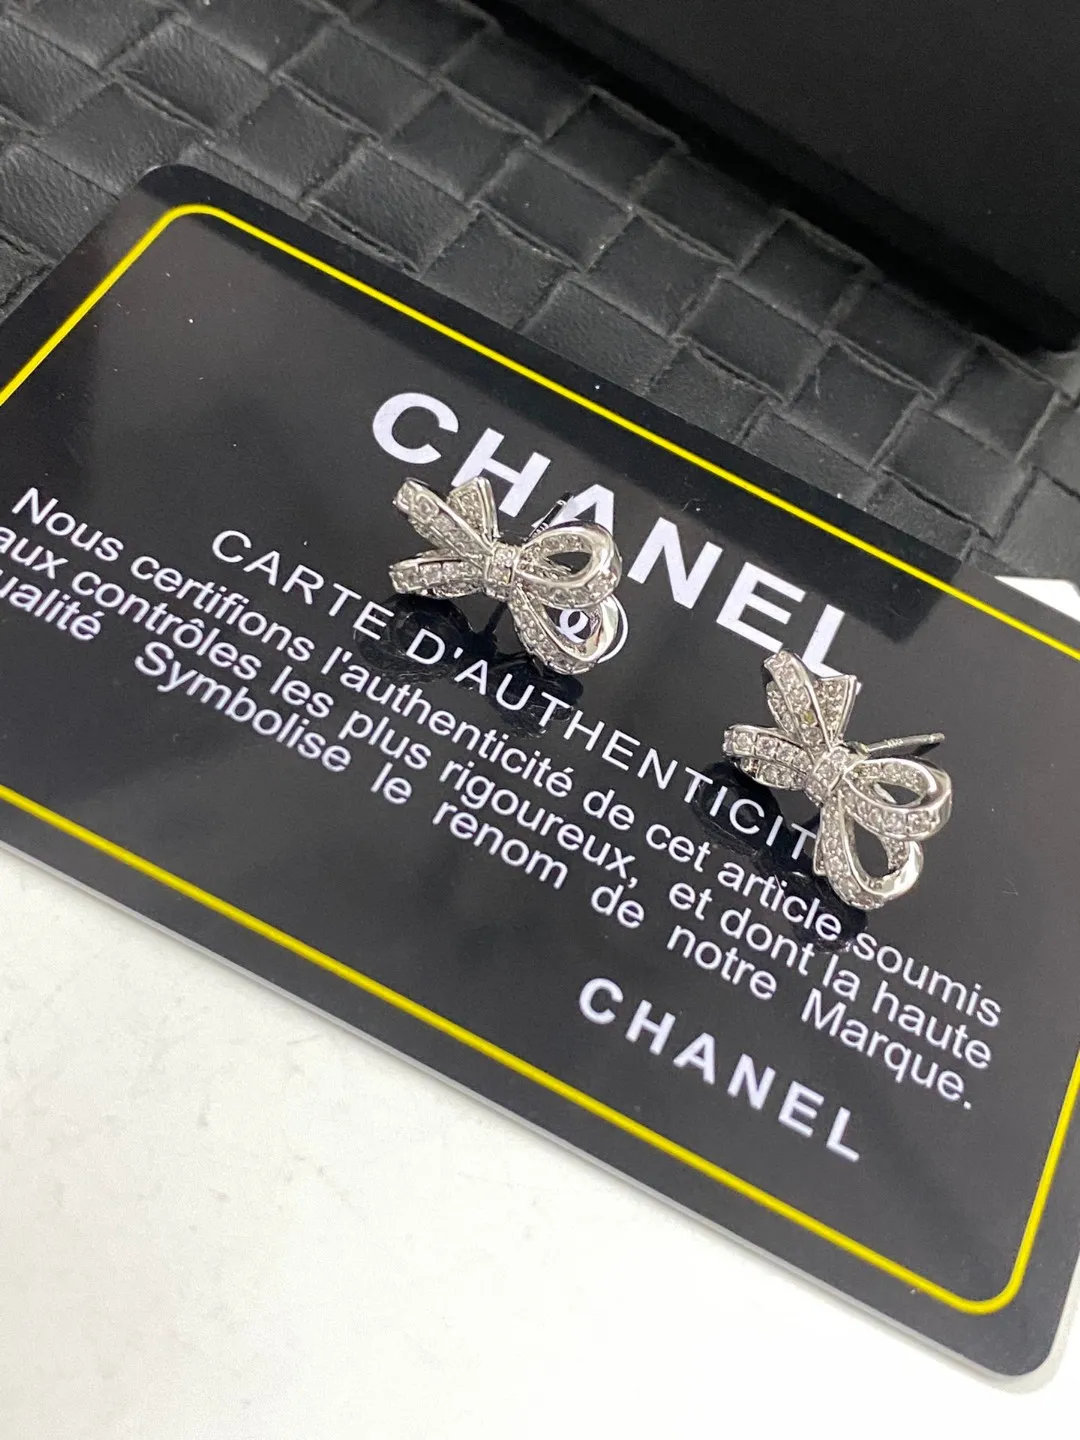 CHANEL
CARTE D'AUTHENTICIT
Nous certifions l'authenticité de cet article soumis
aux contrôles les plus rigoureux, et dont la haute
ualité Symbolise le renom de notre Marque.
CHANEL